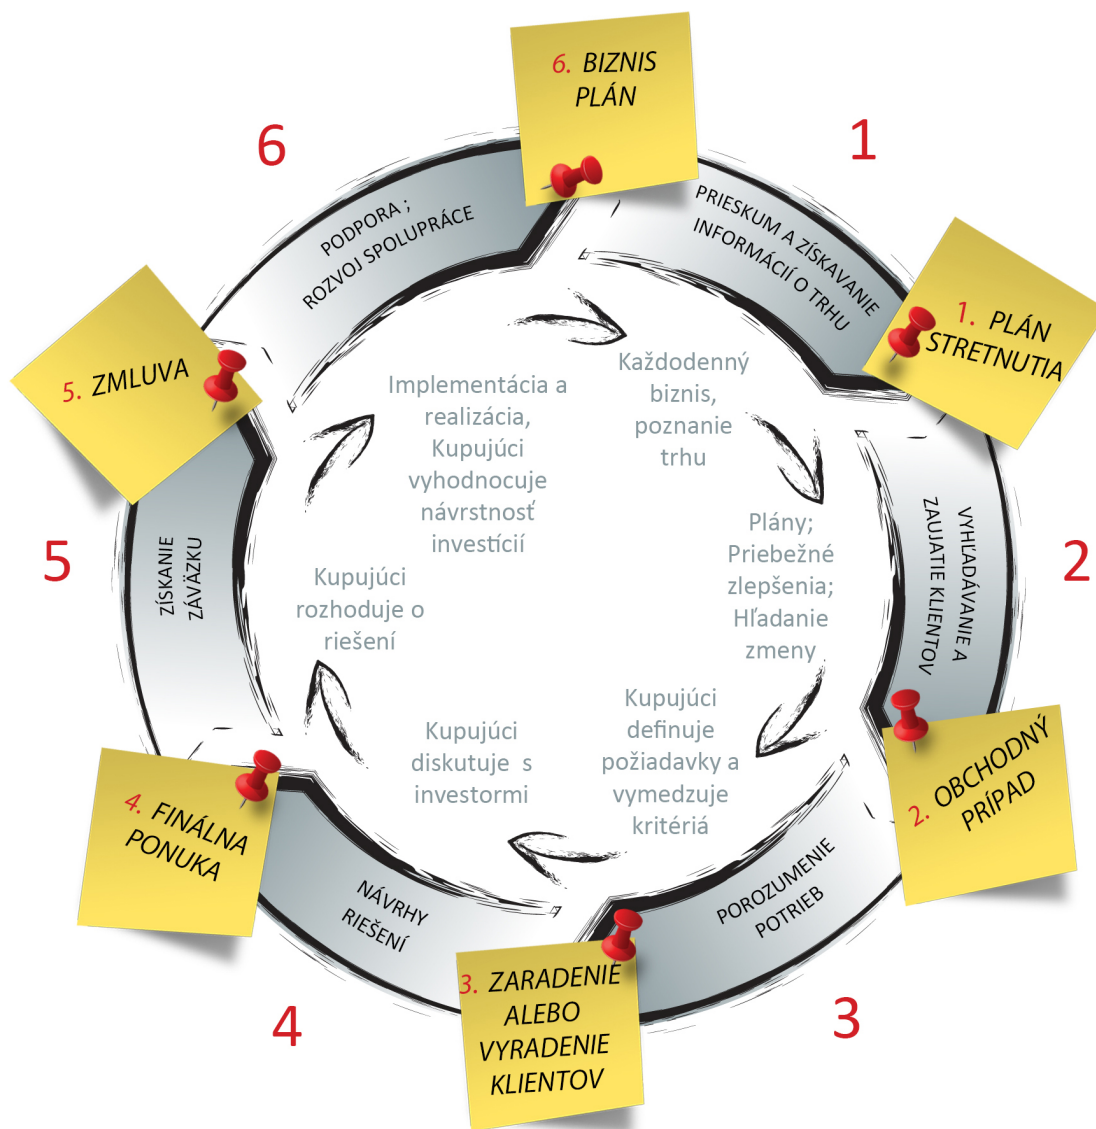 6. BIZNIS
PLÁN
1
PRIESKUM A ZÍSKAVANIE
INFORMÁCIÍ O TRHU
1. PLÁN
STRETNUTIA
2
VYHĽADÁVANIE A
ZAUJATIE KLIENTOV
2. OBCHODNÝ
PRÍPAD
3
POROZUMENIE
POTRIEB
3. ZARADENIE
ALEBO
VYRADENIE
KLIENTOV
4
NÁVRHY
RIEŠENÍ
4. FINÁLNA
PONUKA
5
ZÍSKANIE
ZÁVÄZKU
5. ZMLUVA
6
PODPORA ;
ROZVOJ SPOLUPRÁCE
Každodenný
biznis,
poznanie
trhu
Plány;
Priebežné
zlepšenia;
Hľadanie
zmeny
Kupujúci
definuje
požiadavky a
vymedzuje
kritériá
Kupujúci
diskutuje s
investormi
Kupujúci
rozhoduje o
riešení
Implementácia a
realizácia,
Kupujúci
vyhodnocuje
návrstnosť
investícií